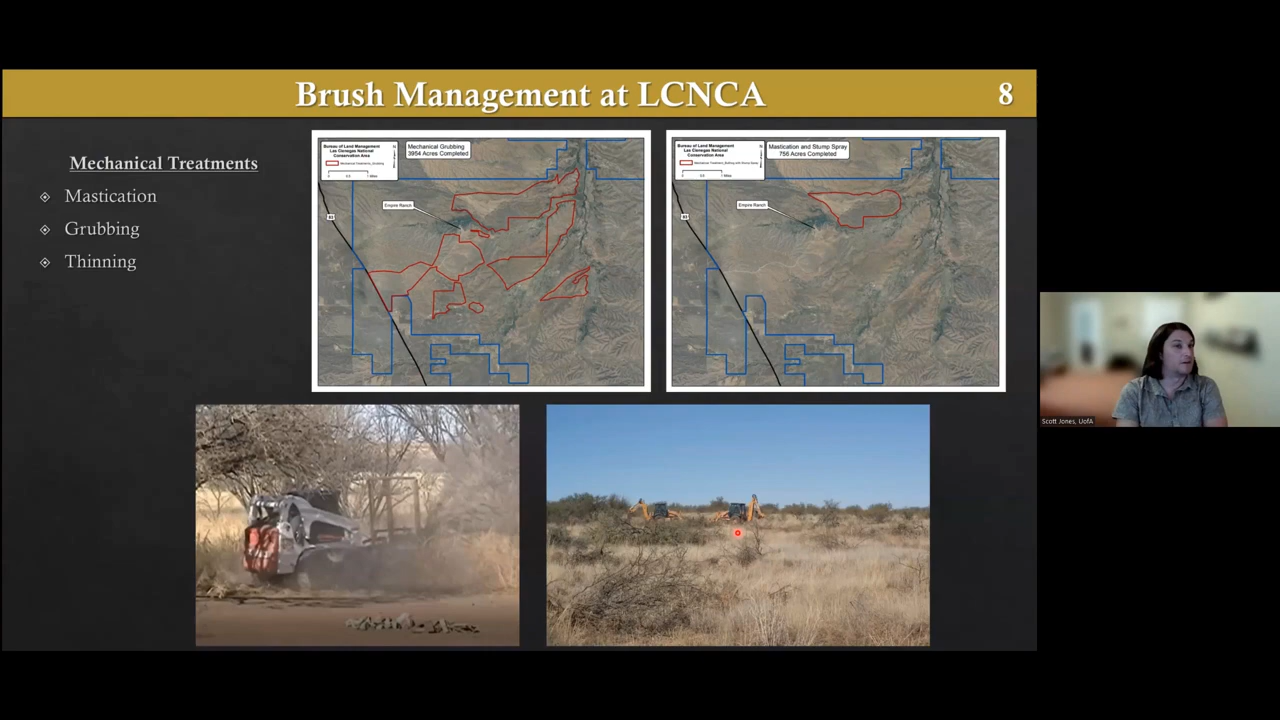 Brush Management at LCNCA
8
Mechanical Treatments
Mastication
Grubbing
Thinning
Bureau of Land Management
Las Cienegas National
Conservation Area
Mechanical Grubbing
3954 Acres Completed
Empire Ranch
83
Bureau of Land Management
Las Cienegas National
Conservation Area
Mastication and Stump Spray
756 Acres Completed
Empire Ranch
83
Scott Jones, UofA